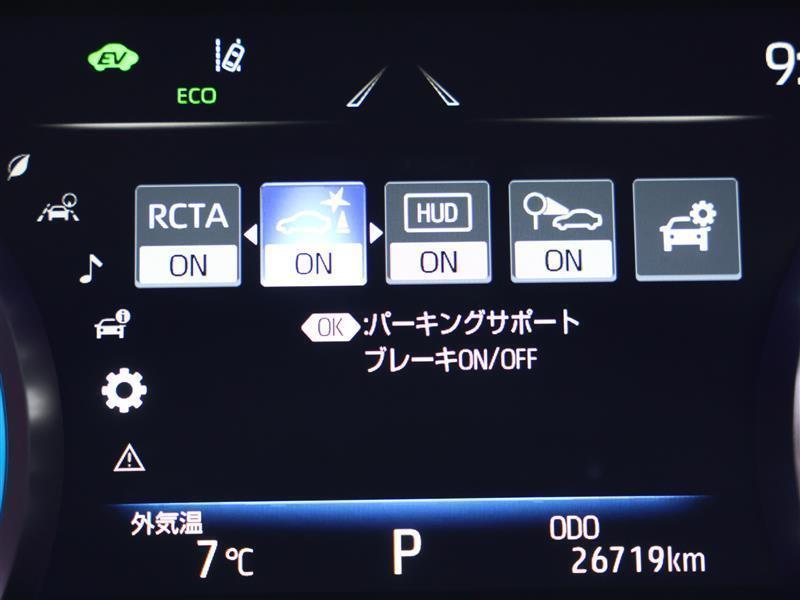 EV
ECO
9:
RCTA
HUD
ON
ON
ON
ON
OK:パーキングサポート
ブレーキON/OFF
外気温
7℃
P
ODO
26719km